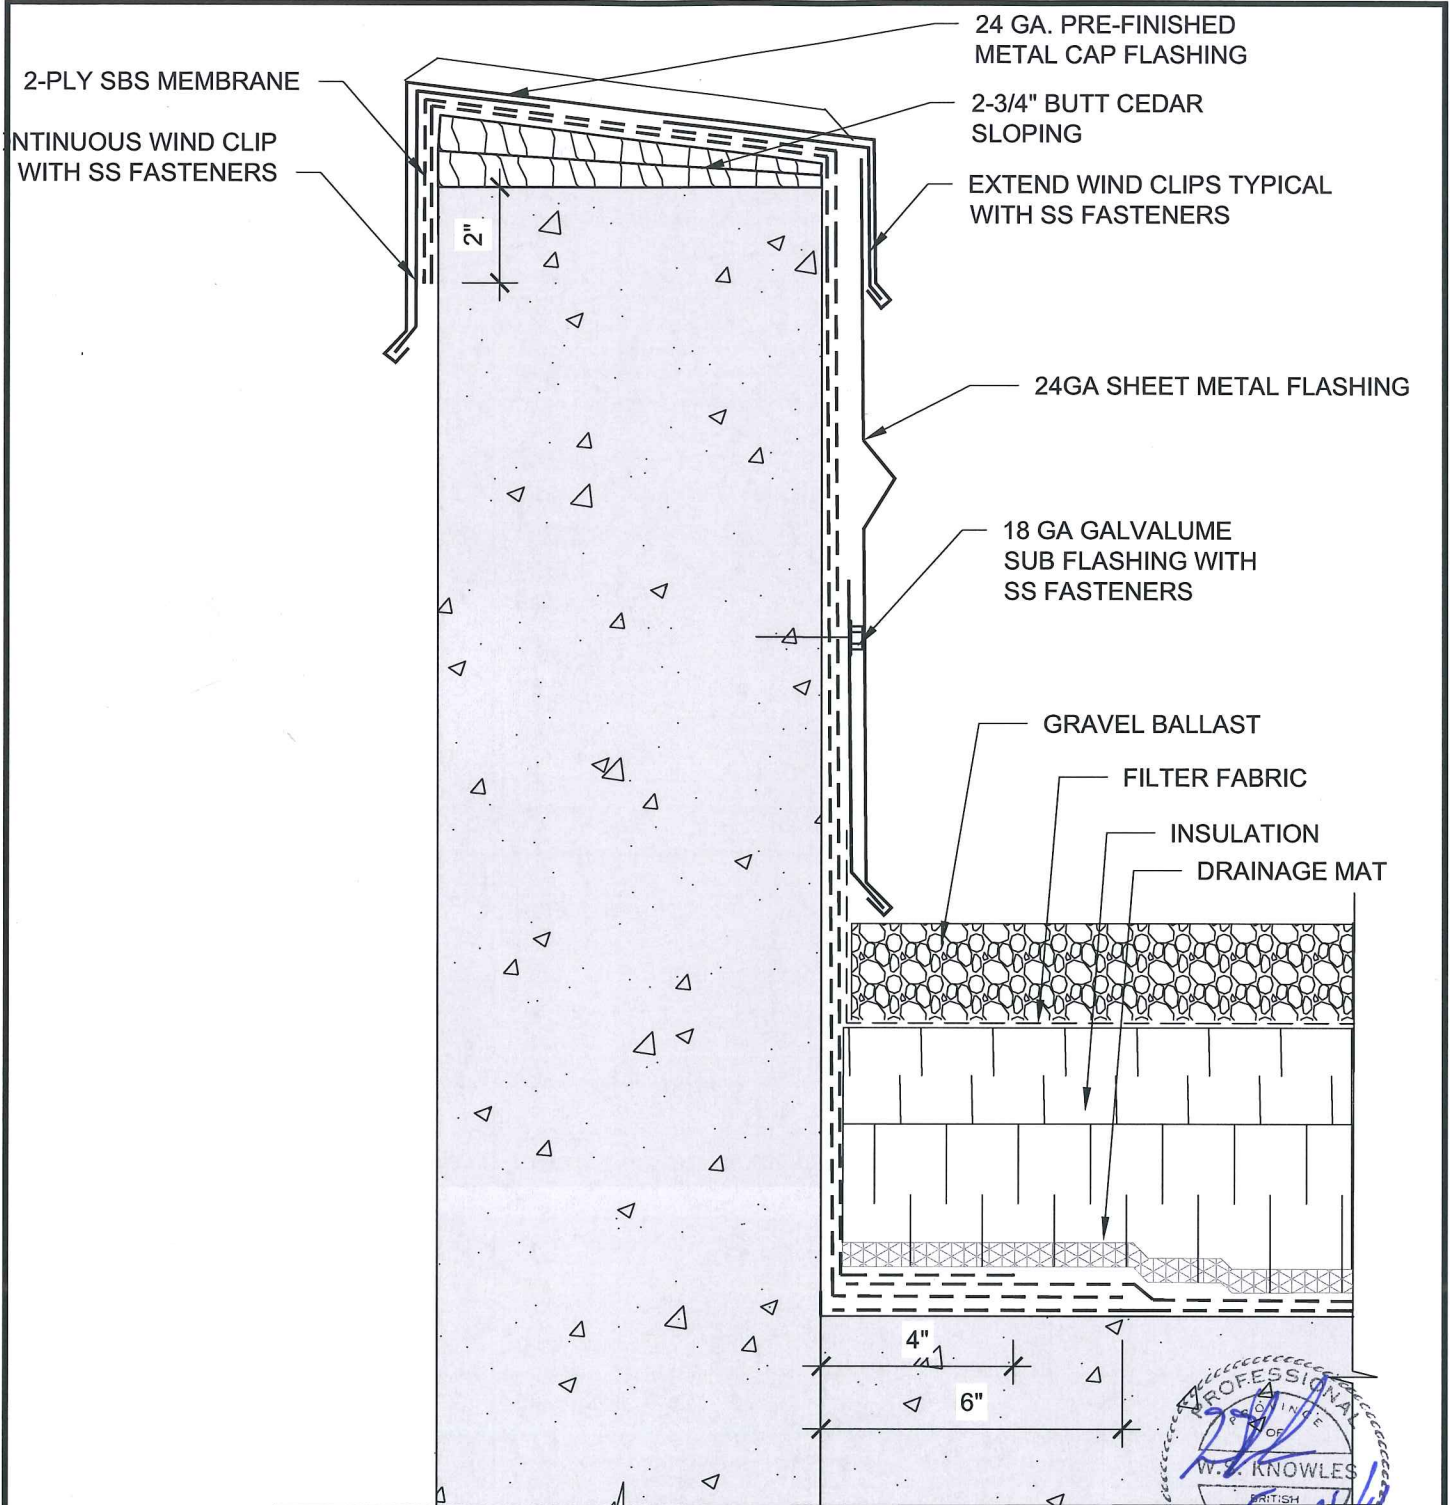 24 GA. PRE-FINISHED
METAL CAP FLASHING
2-PLY SBS MEMBRANE
2-3/4" BUTT CEDAR
SLOPING
NTINUOUS WIND CLIP
WITH SS FASTENERS
EXTEND WIND CLIPS TYPICAL
WITH SS FASTENERS
2"
24GA SHEET METAL FLASHING
18 GA GALVALUME
SUB FLASHING WITH
SS FASTENERS
GRAVEL BALLAST
FILTER FABRIC
INSULATION
DRAINAGE MAT
4"
6"
PROFESSIONAL
PROVINCE
OF
W.S. KNOWLES
BRITISH